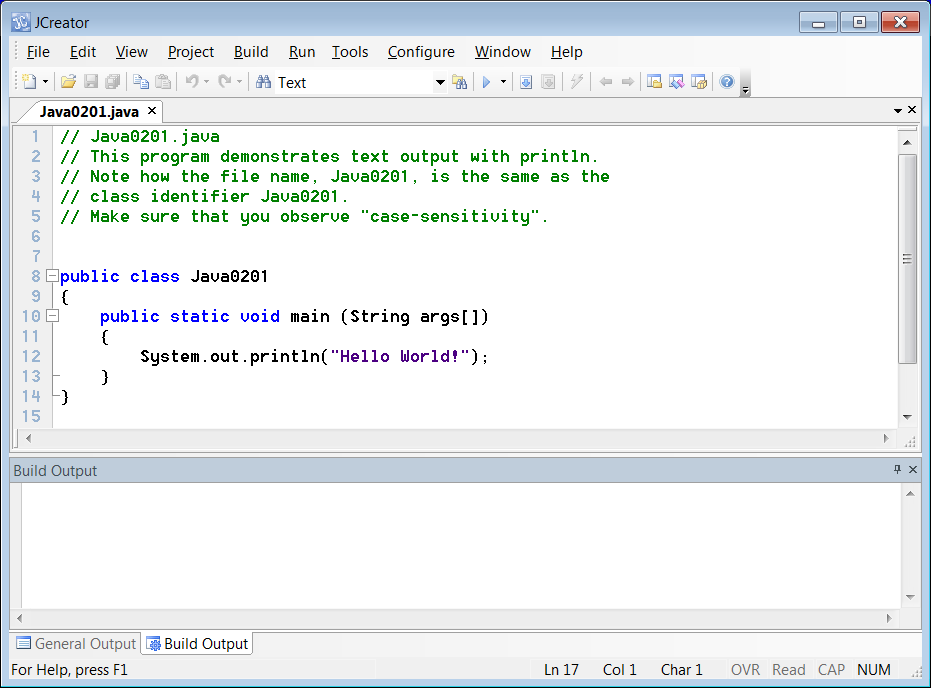 JCreator
File Edit View Project Build Run Tools Configure Window Help
Text
Java0201.java
1 // Java0201.java
2 // This program demonstrates text output with println.
3 // Note how the file name, Java0201, is the same as the
4 // class identifier Java0201.
5 // Make sure that you observe "case-sensitivity".
6
7
8 public class Java0201
9 {
10 public static void main (String args[])
11 {
12 System.out.println("Hello World!");
13 }
14 }
15
Build Output
General Output Build Output
For Help, press F1 Ln 17 Col 1 Char 1 OVR Read CAP NUM